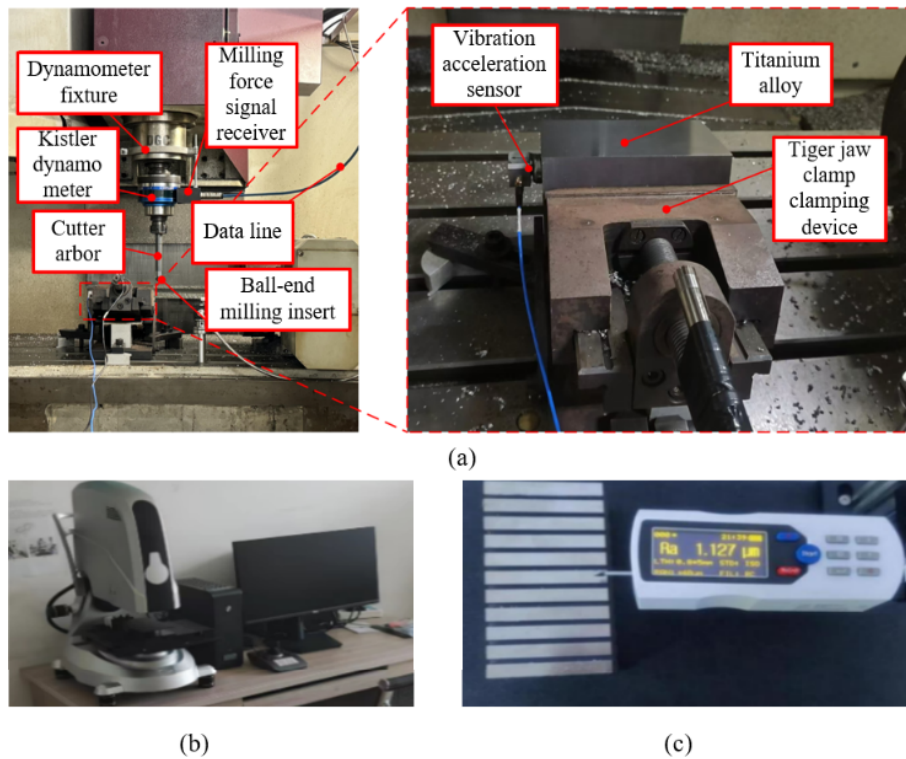 Dynamometer
fixture
Milling
force
signal
receiver
Kistler
dynamo
meter
Cutter
arbor
Data line
Ball-end
milling insert
Vibration
acceleration
sensor
Titanium
alloy
Tiger jaw
clamp
clamping
device
(a)
Ra 1.127 μm
Start
(b)
(c)